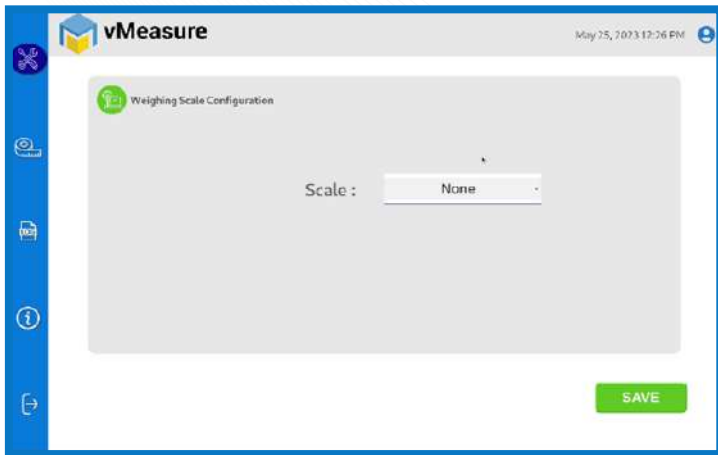 vMeasure
May 25, 2023 12:26 PM
Weighing Scale Configuration
Scale :
None
SAVE